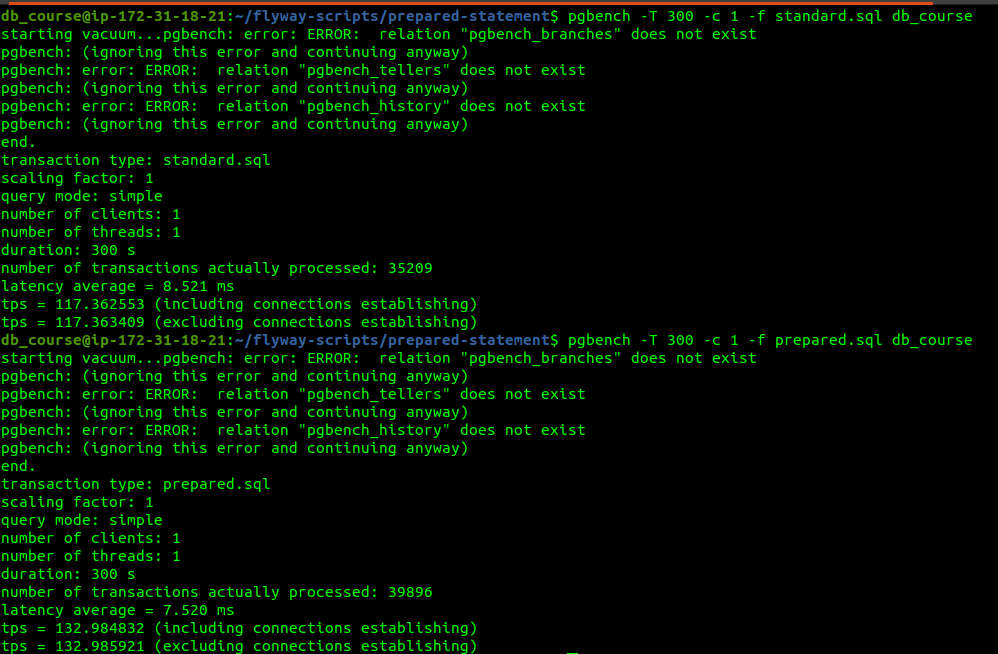 db_course@ip-172-31-18-21:~/flyway-scripts/prepared-statement$ pgbench -T 300 -c 1 -f standard.sql db_course
starting vacuum...pgbench: error: ERROR:  relation "pgbench_branches" does not exist
pgbench: (ignoring this error and continuing anyway)
pgbench: error: ERROR:  relation "pgbench_tellers" does not exist
pgbench: (ignoring this error and continuing anyway)
pgbench: error: ERROR:  relation "pgbench_history" does not exist
pgbench: (ignoring this error and continuing anyway)
end.
transaction type: standard.sql
scaling factor: 1
query mode: simple
number of clients: 1
number of threads: 1
duration: 300 s
number of transactions actually processed: 35209
latency average = 8.521 ms
tps = 117.362553 (including connections establishing)
tps = 117.363409 (excluding connections establishing)
db_course@ip-172-31-18-21:~/flyway-scripts/prepared-statement$ pgbench -T 300 -c 1 -f prepared.sql db_course
starting vacuum...pgbench: error: ERROR:  relation "pgbench_branches" does not exist
pgbench: (ignoring this error and continuing anyway)
pgbench: error: ERROR:  relation "pgbench_tellers" does not exist
pgbench: (ignoring this error and continuing anyway)
pgbench: error: ERROR:  relation "pgbench_history" does not exist
pgbench: (ignoring this error and continuing anyway)
end.
transaction type: prepared.sql
scaling factor: 1
query mode: simple
number of clients: 1
number of threads: 1
duration: 300 s
number of transactions actually processed: 39896
latency average = 7.520 ms
tps = 132.984832 (including connections establishing)
tps = 132.985921 (excluding connections establishing)